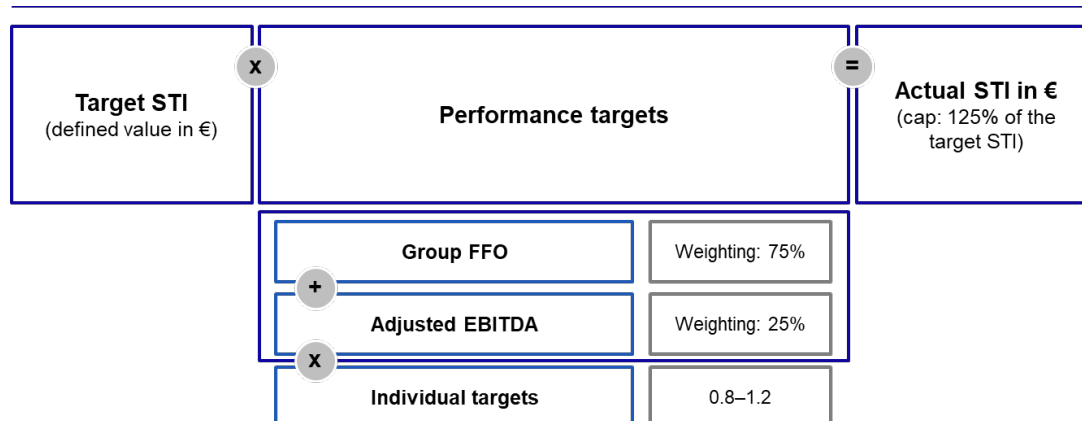 Target STI
(defined value in €)
x
Performance targets
=
Actual STI in €
(cap: 125% of the
target STI)
Group FFO
Weighting: 75%
+
Adjusted EBITDA
Weighting: 25%
x
Individual targets
0.8–1.2